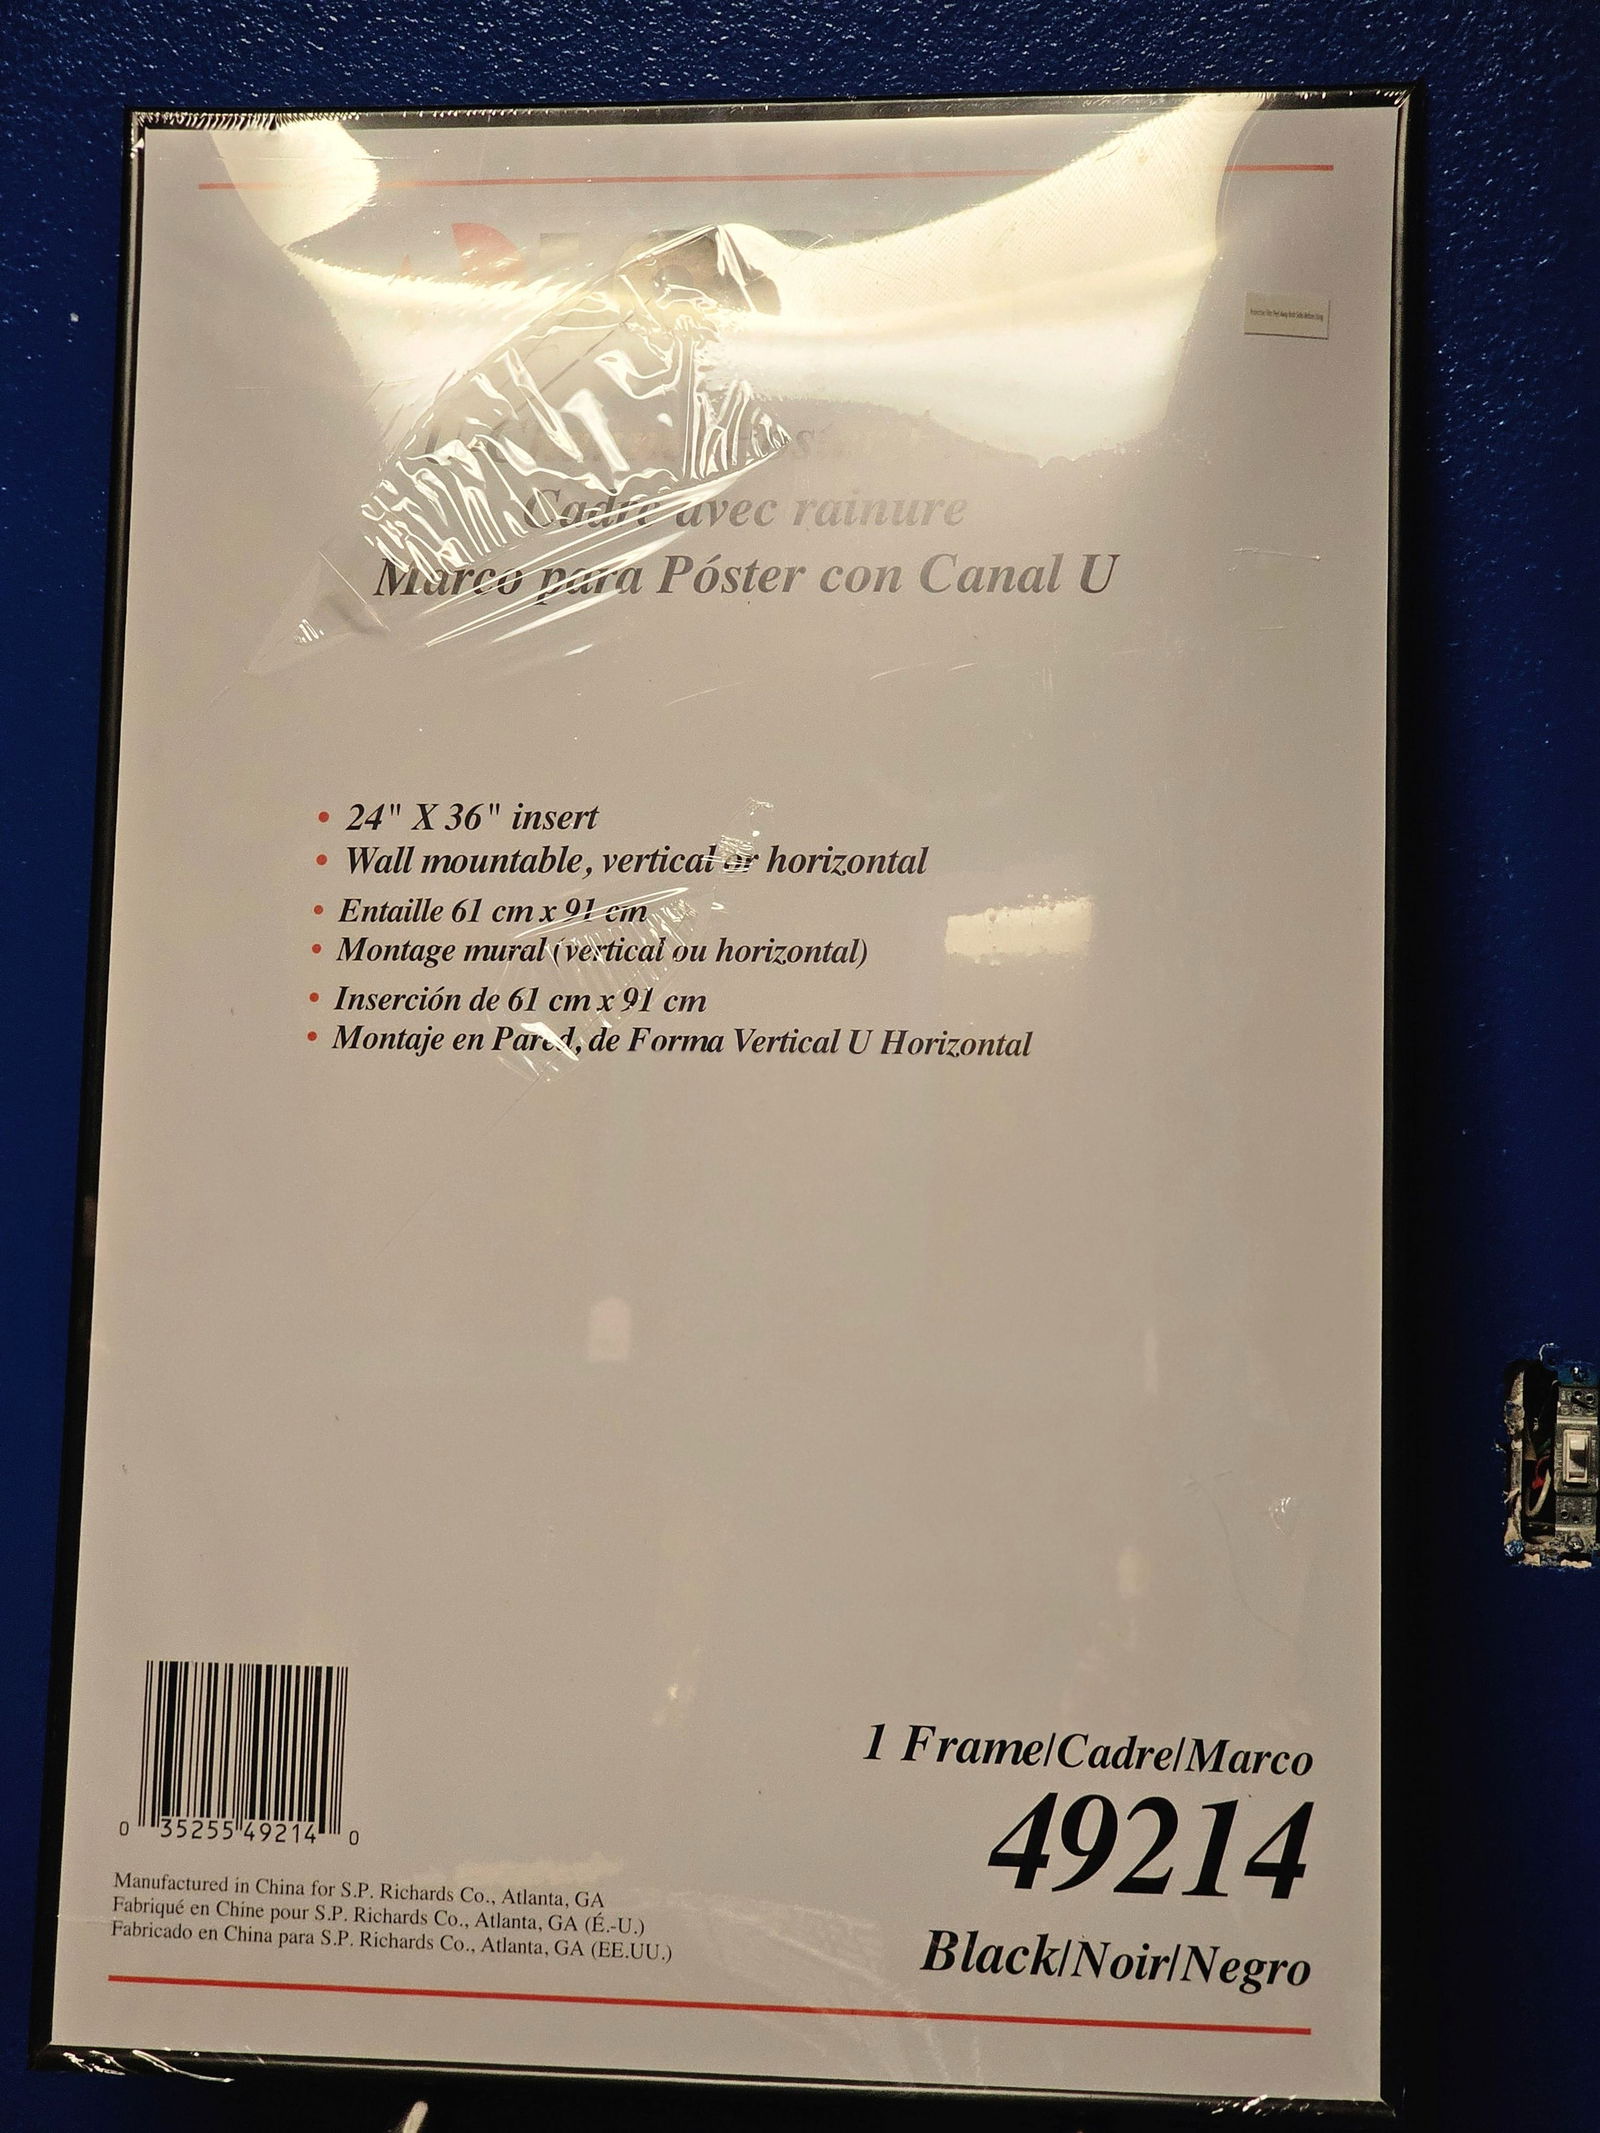 Cadre avec rainure
Marco para Póster con Canal U
• 24" X 36" insert
• Wall mountable, vertical or horizontal
• Entaille 61 cm x 91 cm
• Montage mural (vertical ou horizontal)
• Inserción de 61 cm x 91 cm
• Montaje en Pared, de Forma Vertical U Horizontal
1 Frame/Cadre/Marco
49214
Black/Noir/Negro
0 35255 49214 0
Manufactured in China for S.P. Richards Co., Atlanta, GA
Fabriqué en Chine pour S.P. Richards Co., Atlanta, GA (É.-U.)
Fabricado en China para S.P. Richards Co., Atlanta, GA (EE.UU.)